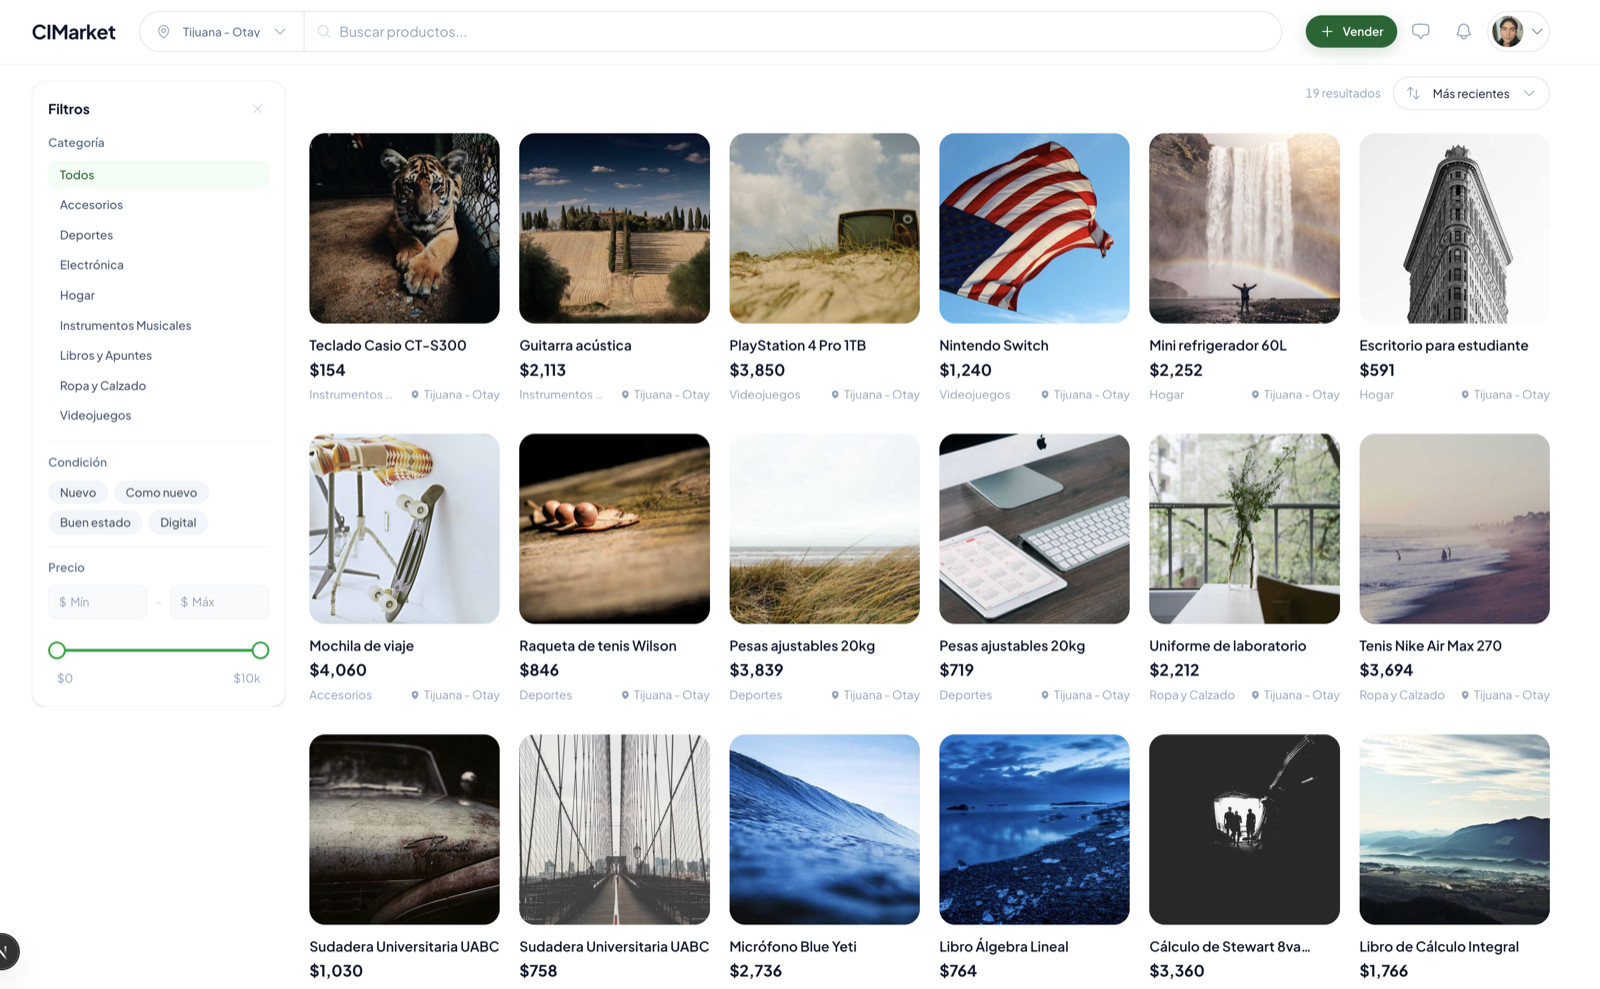 CIMarket
Tijuana - Otay
Buscar productos...
+ Vender
19 resultados
Más recientes
Filtros
Categoría
Todos
Accesorios
Deportes
Electrónica
Hogar
Instrumentos Musicales
Libros y Apuntes
Ropa y Calzado
Videojuegos
Condición
Nuevo
Como nuevo
Buen estado
Digital
Precio
$ Mín
–
$ Máx
$0
$10k
Teclado Casio CT-S300
$154
Instrumentos ...
Tijuana - Otay
Guitarra acústica
$2,113
Instrumentos ...
Tijuana - Otay
PlayStation 4 Pro 1TB
$3,850
Videojuegos
Tijuana - Otay
Nintendo Switch
$1,240
Videojuegos
Tijuana - Otay
Mini refrigerador 60L
$2,252
Hogar
Tijuana - Otay
Escritorio para estudiante
$591
Hogar
Tijuana - Otay
Mochila de viaje
$4,060
Accesorios
Tijuana - Otay
Raqueta de tenis Wilson
$846
Deportes
Tijuana - Otay
Pesas ajustables 20kg
$3,839
Deportes
Tijuana - Otay
Pesas ajustables 20kg
$719
Deportes
Tijuana - Otay
Uniforme de laboratorio
$2,212
Ropa y Calzado
Tijuana - Otay
Tenis Nike Air Max 270
$3,694
Ropa y Calzado
Tijuana - Otay
Sudadera Universitaria UABC
$1,030
Sudadera Universitaria UABC
$758
Micrófono Blue Yeti
$2,736
Libro Álgebra Lineal
$764
Cálculo de Stewart 8va...
$3,360
Libro de Cálculo Integral
$1,766
N